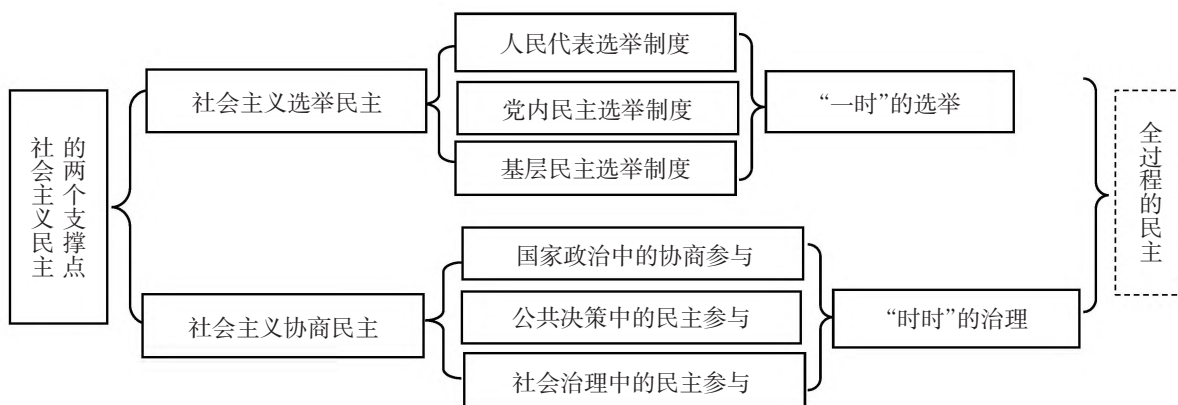 社会主义民主
的两个支撑点
社会主义选举民主
人民代表选举制度
党内民主选举制度
基层民主选举制度
“一时”的选举
社会主义协商民主
国家政治中的协商参与
公共决策中的民主参与
社会治理中的民主参与
“时时”的治理
全过程的民主